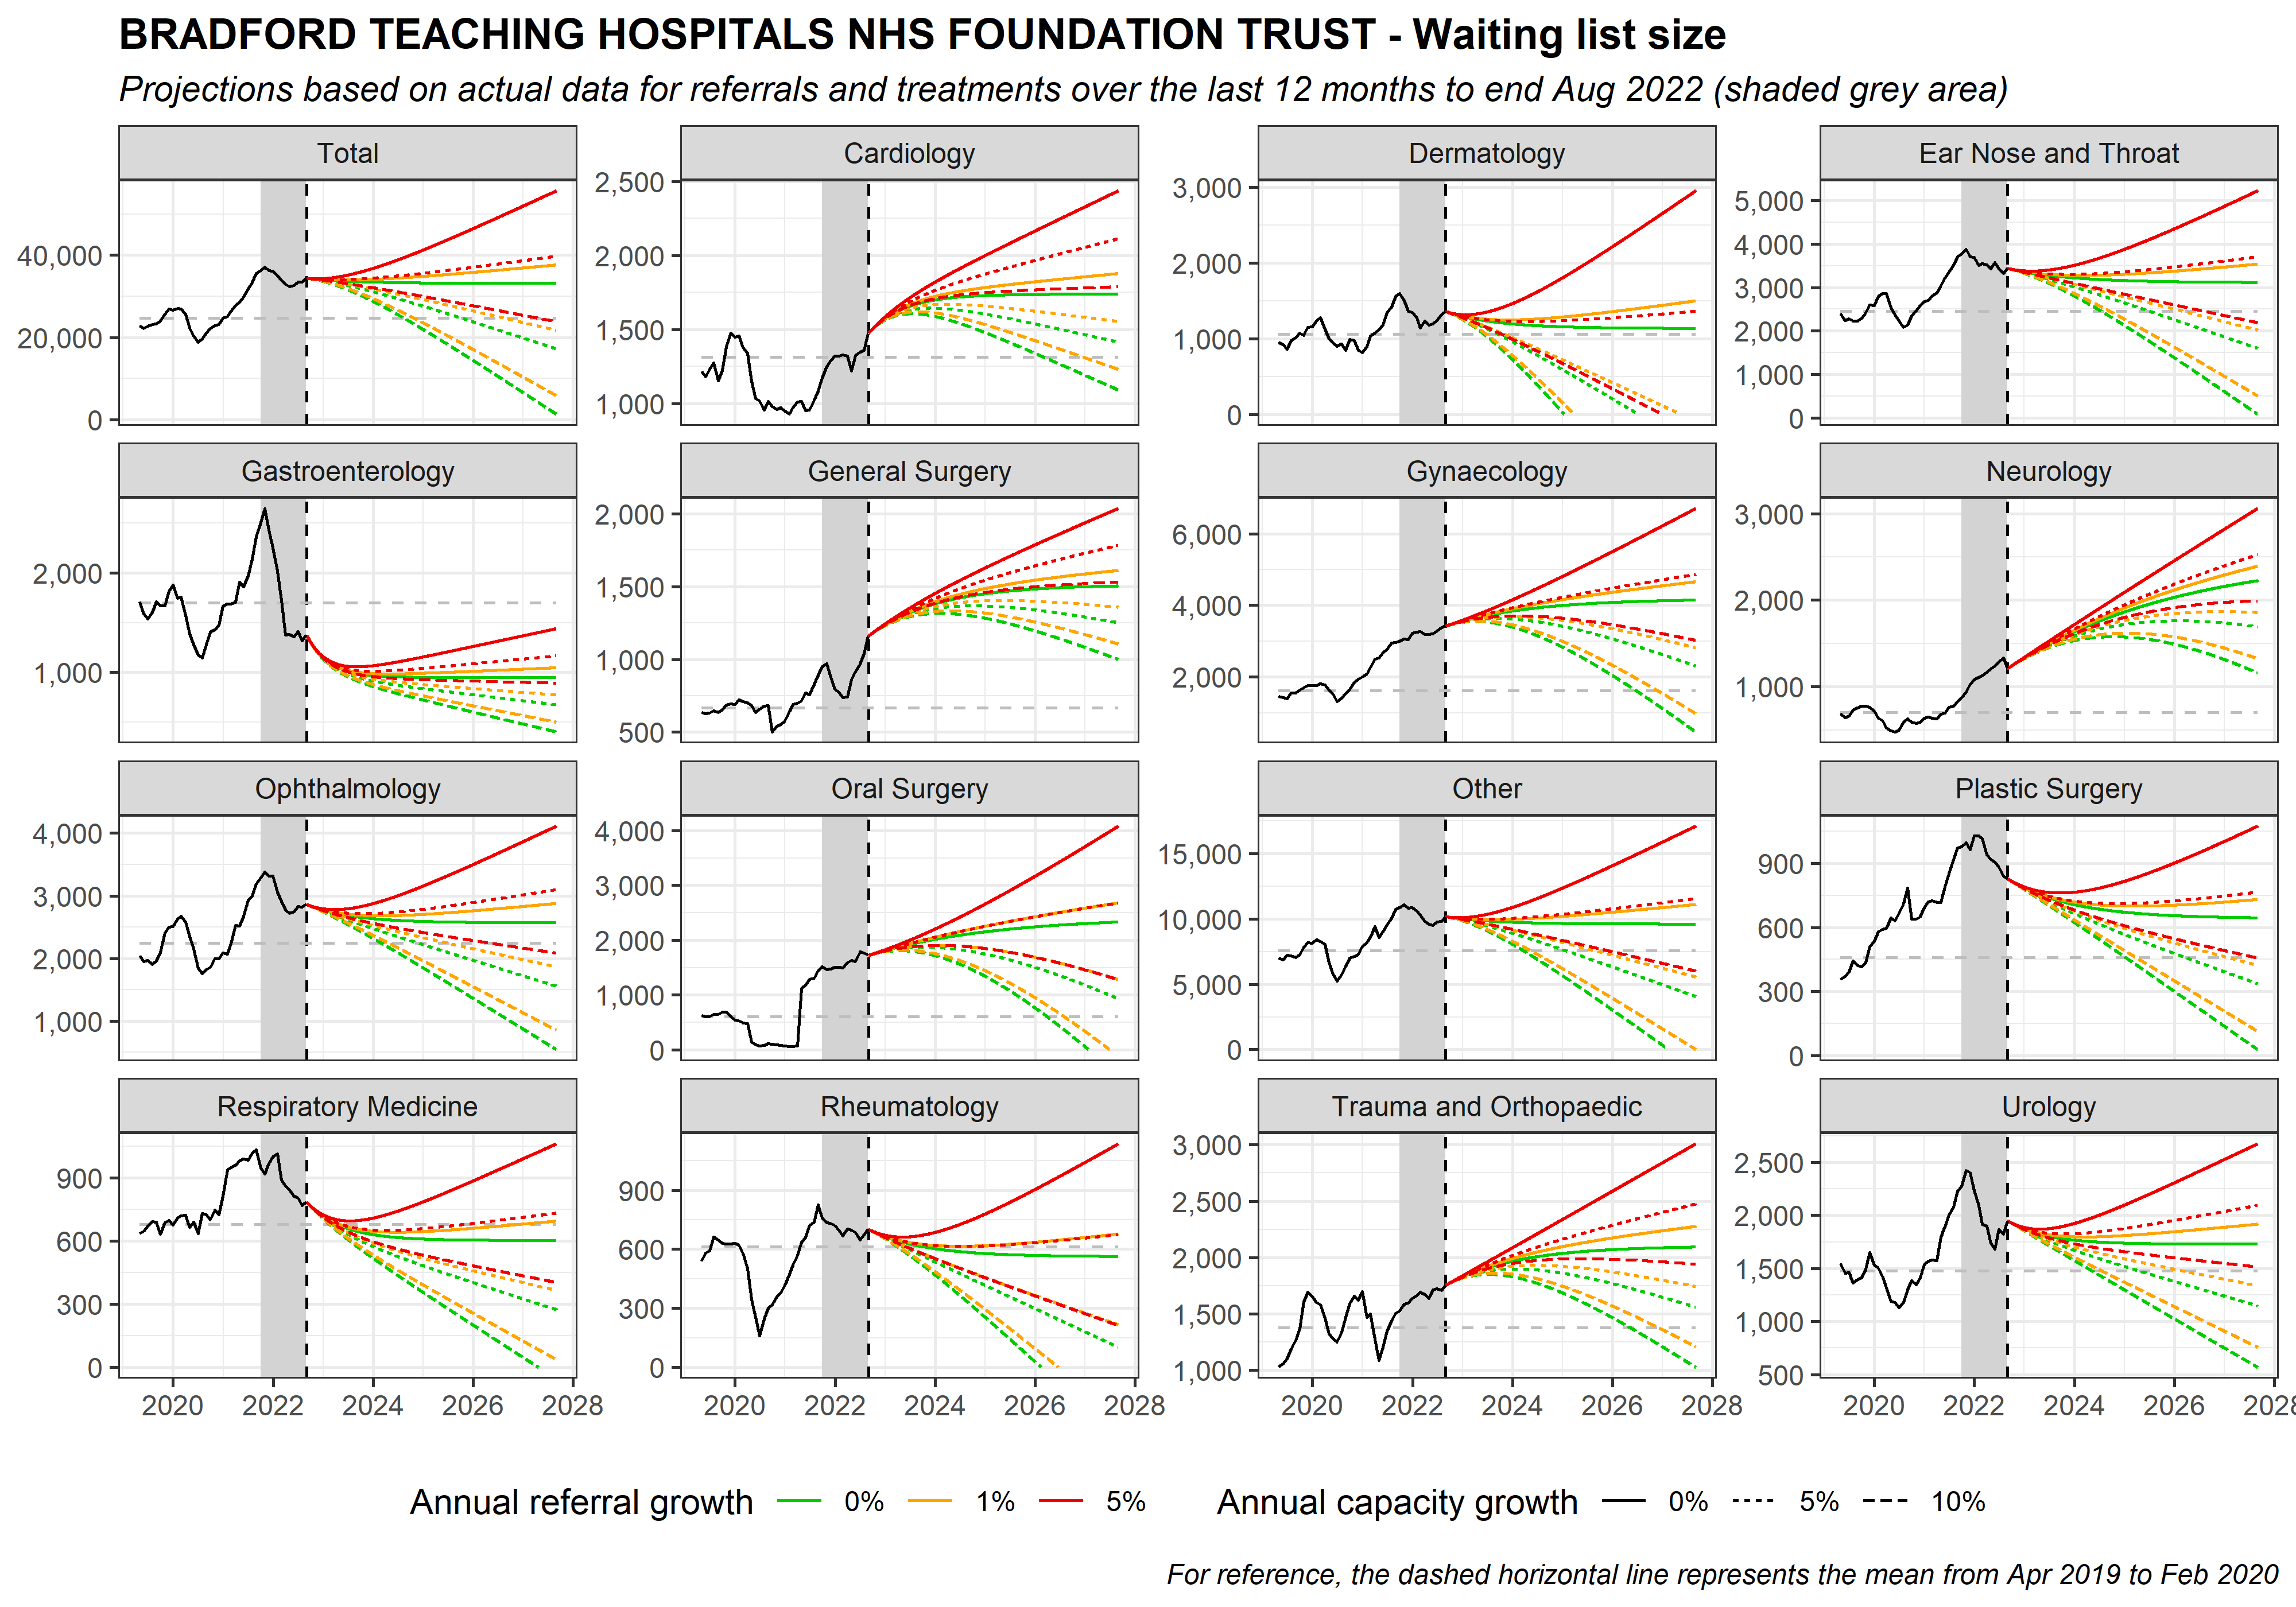 BRADFORD TEACHING HOSPITALS NHS FOUNDATION TRUST - Waiting list size
Projections based on actual data for referrals and treatments over the last 12 months to end Aug 2022 (shaded grey area)
Total
40,000
20,000
0
Cardiology
2,500
2,000
1,500
1,000
Dermatology
3,000
2,000
1,000
0
Ear Nose and Throat
5,000
4,000
3,000
2,000
1,000
0
Gastroenterology
2,000
1,000
General Surgery
2,000
1,500
1,000
500
Gynaecology
6,000
4,000
2,000
Neurology
3,000
2,000
1,000
Ophthalmology
4,000
3,000
2,000
1,000
Oral Surgery
4,000
3,000
2,000
1,000
0
Other
15,000
10,000
5,000
0
Plastic Surgery
900
600
300
0
Respiratory Medicine
900
600
300
0
2020 2022 2024 2026 2028
Rheumatology
900
600
300
0
2020 2022 2024 2026 2028
Trauma and Orthopaedic
3,000
2,500
2,000
1,500
1,000
2020 2022 2024 2026 2028
Urology
2,500
2,000
1,500
1,000
500
2020 2022 2024 2026 2028
Annual referral growth 0% 1% 5% Annual capacity growth 0% 5% 10%
For reference, the dashed horizontal line represents the mean from Apr 2019 to Feb 2020